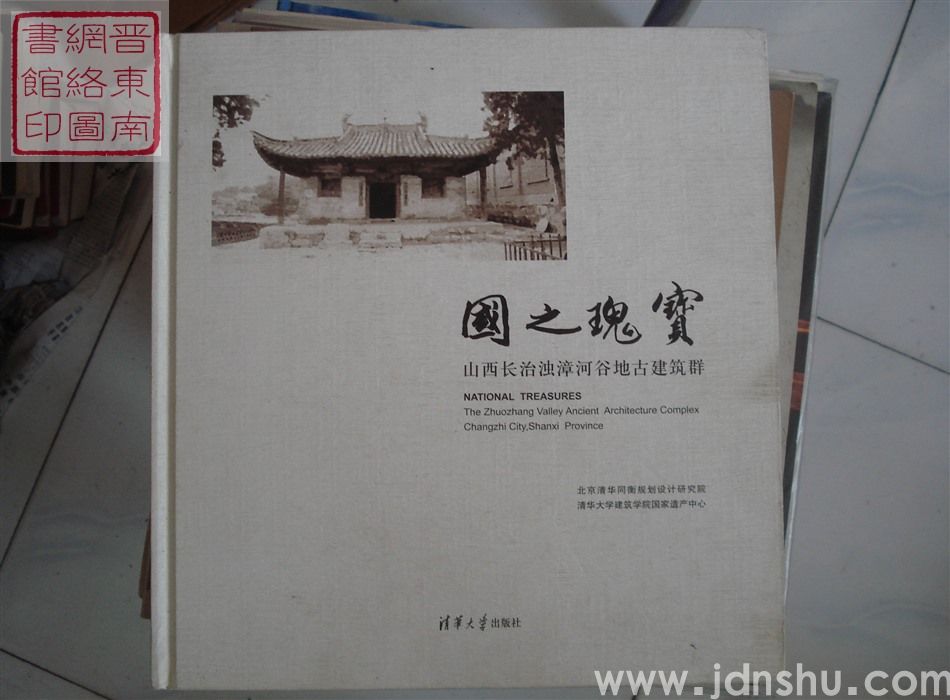 晋東南
網絡圖
書館印
國之瑰寶
山西长治浊漳河谷地古建筑群
NATIONAL TREASURES
The Zhuozhang Valley Ancient Architecture Complex
Changzhi City,Shanxi Province
北京清华同衡规划设计研究院
清华大学建筑学院国家遗产中心
清華大学出版社
www.jdnshu.com